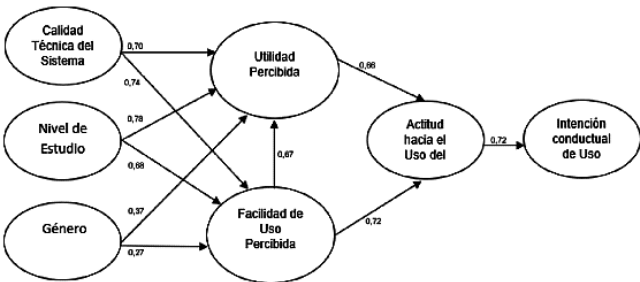 Calidad
Técnica del
Sistema
0,70
0,74
Utilidad
Percibida
0,66
Nivel de
Estudio
0,78
0,68
Actitud
hacia el
Uso del
0,72
Intención
conductual
de Uso
0,67
Género
0,37
0,27
Facilidad de
Uso
Percibida
0,72